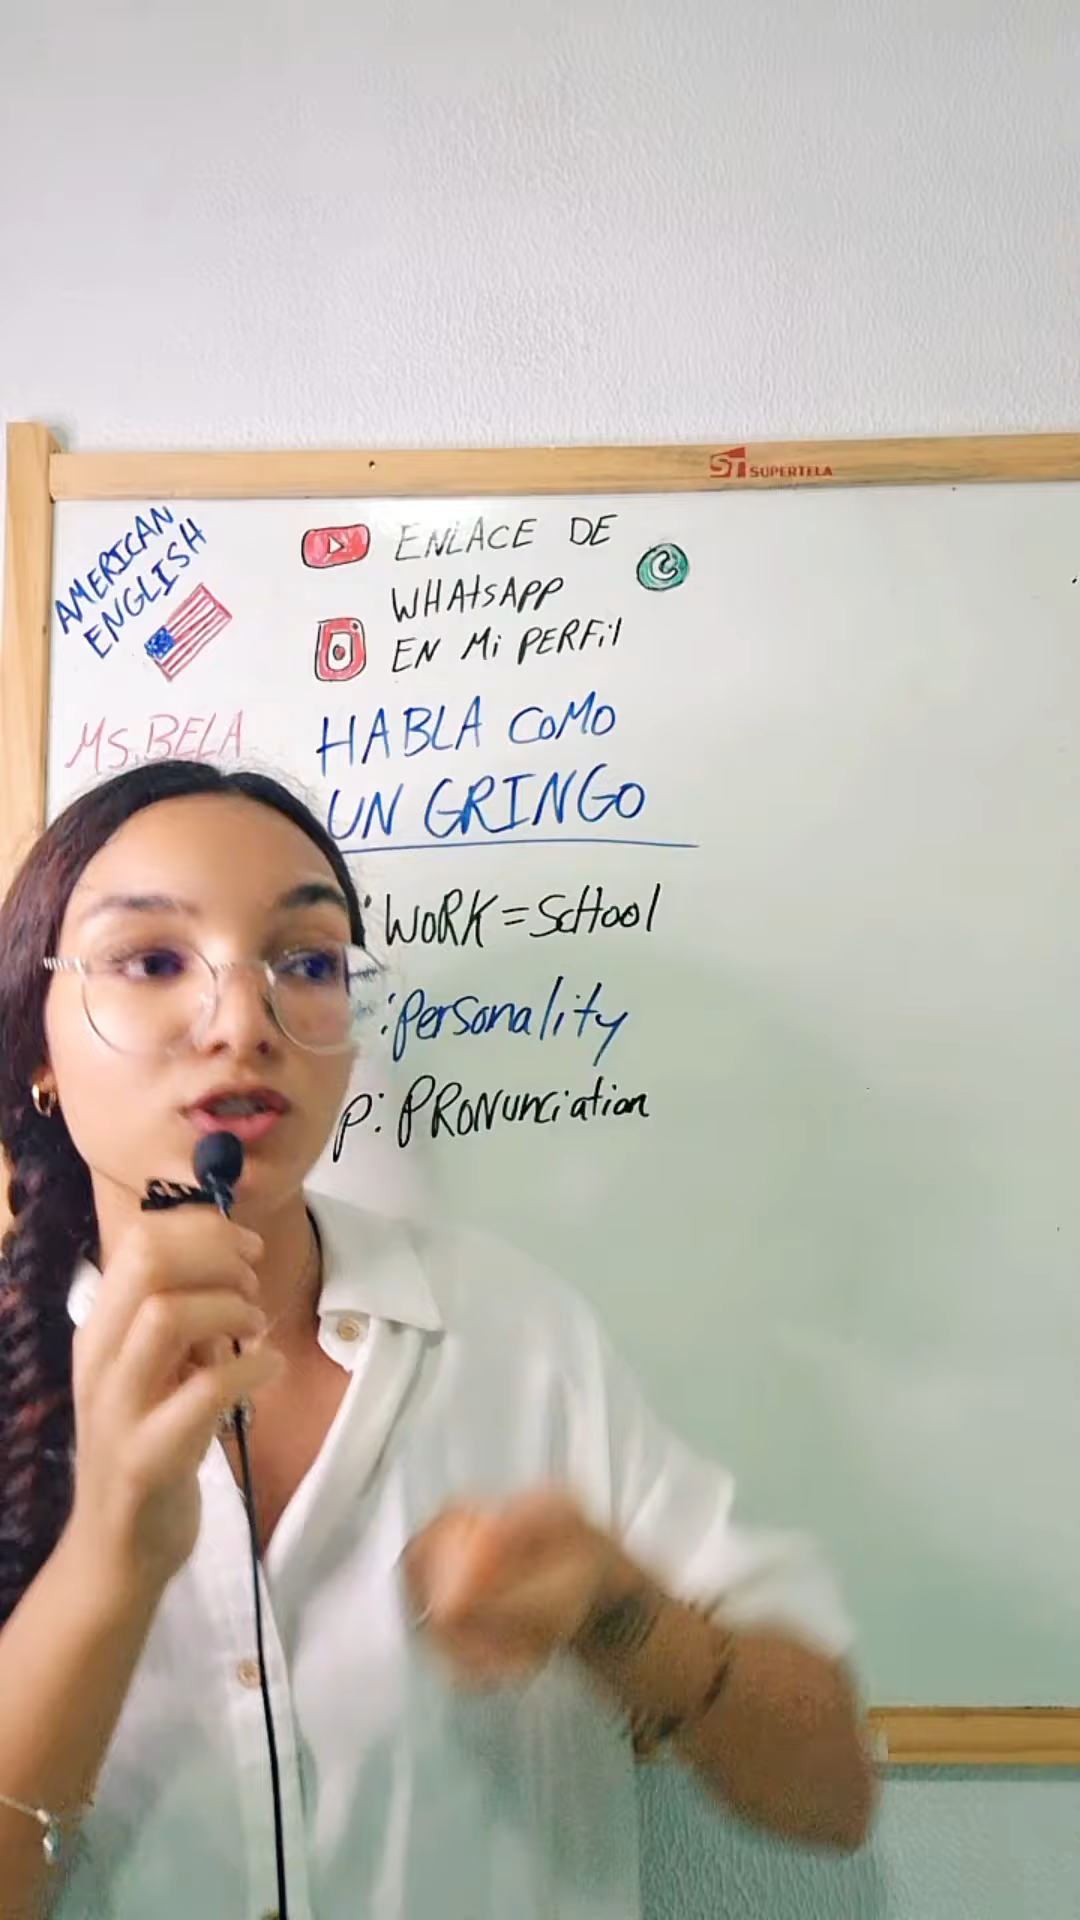 ST SUPERTELA
AMERICAN
ENGLISH
ENLACE DE
WHAtsAPP
EN Mi PERFil
MS. BELA
HABLA COMO
UN GRINGO
: WORK = ScHool
: Personality
P: PRONunciation